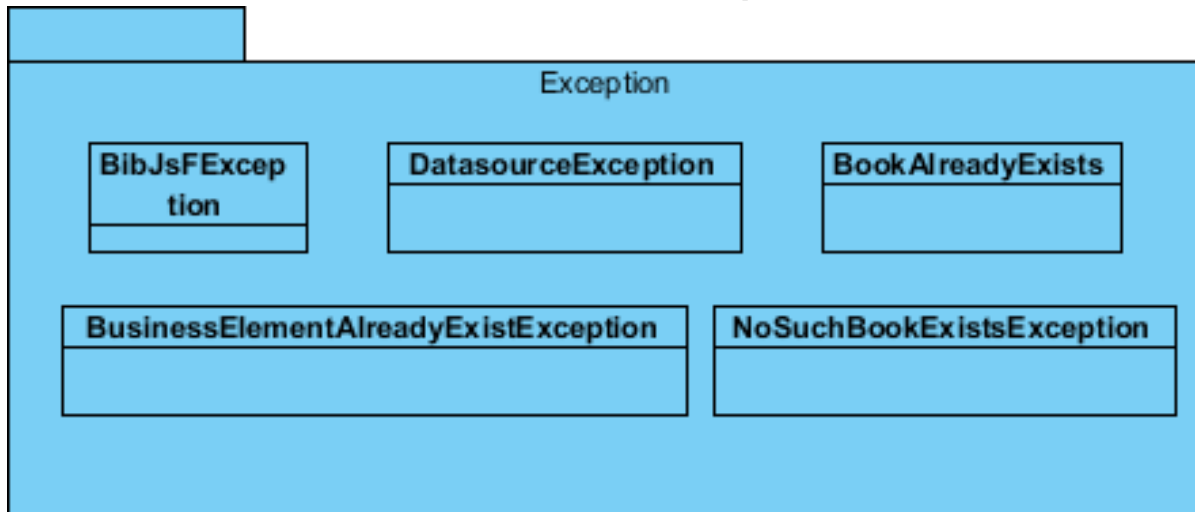 Exception
BibJsFExcep
tion
DatasourceException
BookAlreadyExists
BusinessElementAlreadyExistException
NoSuchBookExistsException